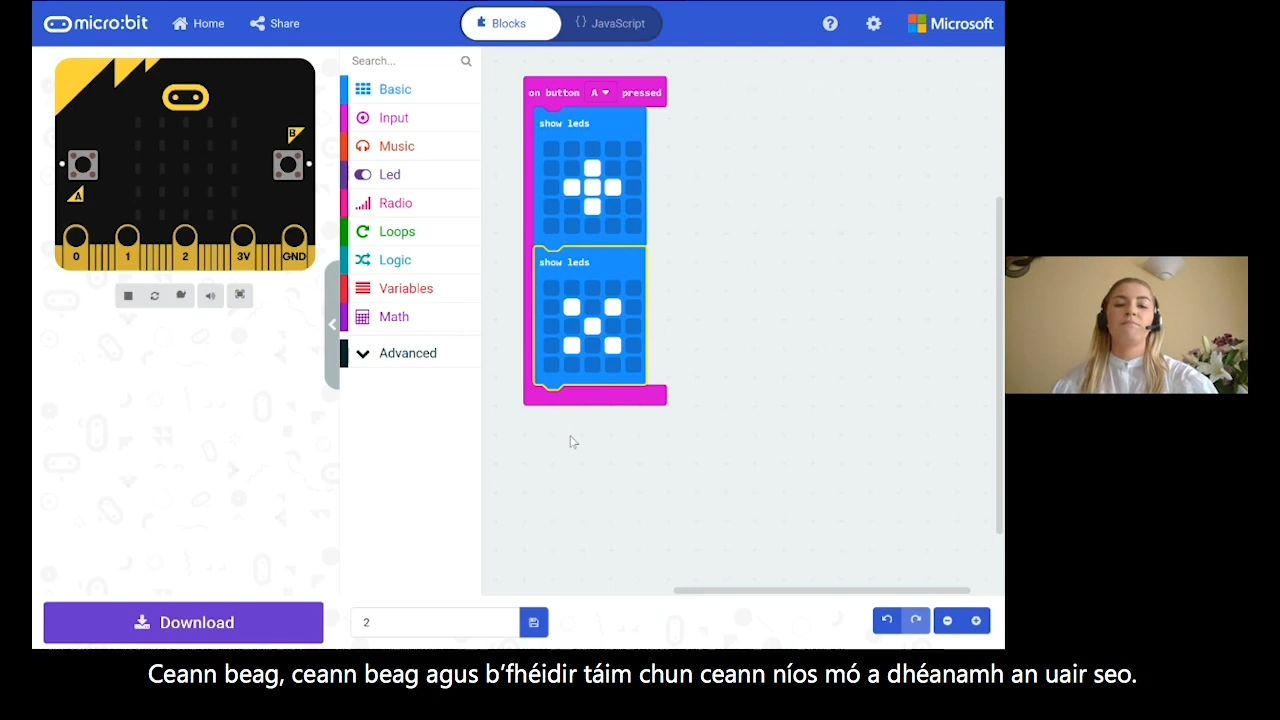 micro:bit Home Share Blocks {} JavaScript ? Microsoft
Search...
Basic
Input
Music
Led
Radio
Loops
Logic
Variables
Math
Advanced
B
A
0 1 2 3V GND
on button A pressed
show leds
show leds
Download
2
Ceann beag, ceann beag agus b’fhéidir táim chun ceann níos mó a dhéanamh an uair seo.